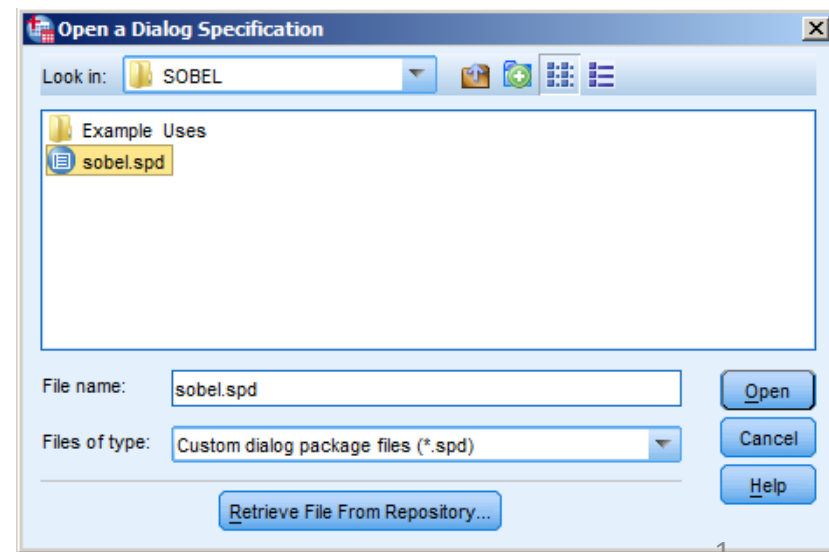 Open a Dialog Specification
Look in: SOBEL
Example Uses
sobel.spd
File name: sobel.spd Open
Files of type: Custom dialog package files (*.spd) Cancel
Help
Retrieve File From Repository...